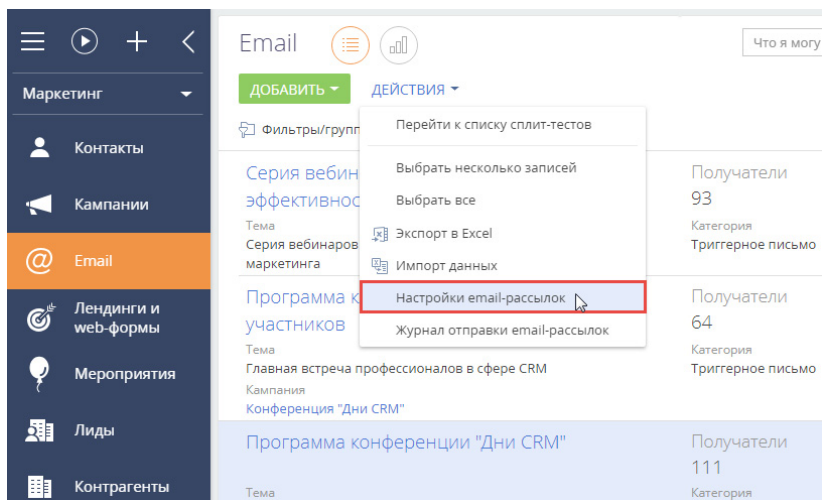 Email
Что я могу
Маркетинг
ДОБАВИТЬ
ДЕЙСТВИЯ
Фильтры/групп
Перейти к списку сплит-тестов
Выбрать несколько записей
Выбрать все
Экспорт в Excel
Импорт данных
Настройки email-рассылок
Журнал отправки email-рассылок
Контакты
Кампании
Email
Лендинги и
web-формы
Мероприятия
Лиды
Контрагенты
Серия вебин
эффективнос
Тема
Серия вебинаров
маркетинга
Получатели
93
Категория
Триггерное письмо
Программа к
участников
Тема
Главная встреча профессионалов в сфере CRM
Кампания
Конференция "Дни CRM"
Получатели
64
Категория
Триггерное письмо
Программа конференции "Дни CRM"
Тема
Получатели
111
Категория